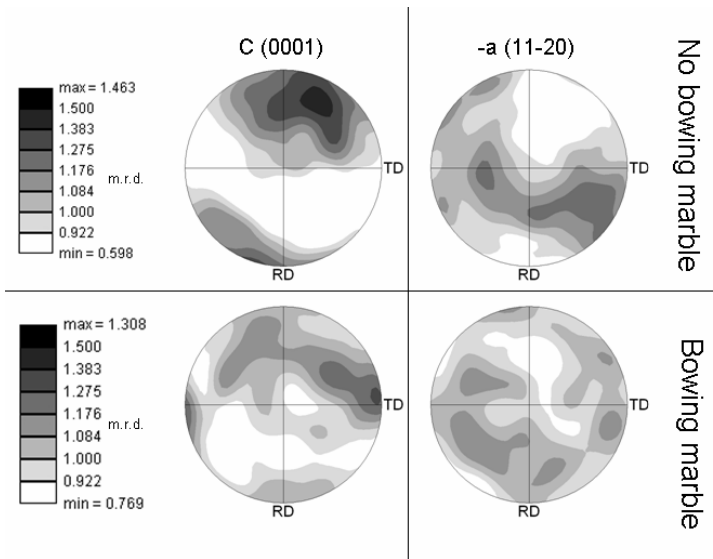 C (0001)
-a (11-20)
No bowing marble
max = 1.463
1.500
1.383
1.275
1.176
1.084
1.000
0.922
min = 0.598
m.r.d.
TD
RD
TD
RD
Bowing marble
max = 1.308
1.500
1.383
1.275
1.176
1.084
1.000
0.922
min = 0.769
m.r.d.
TD
RD
TD
RD